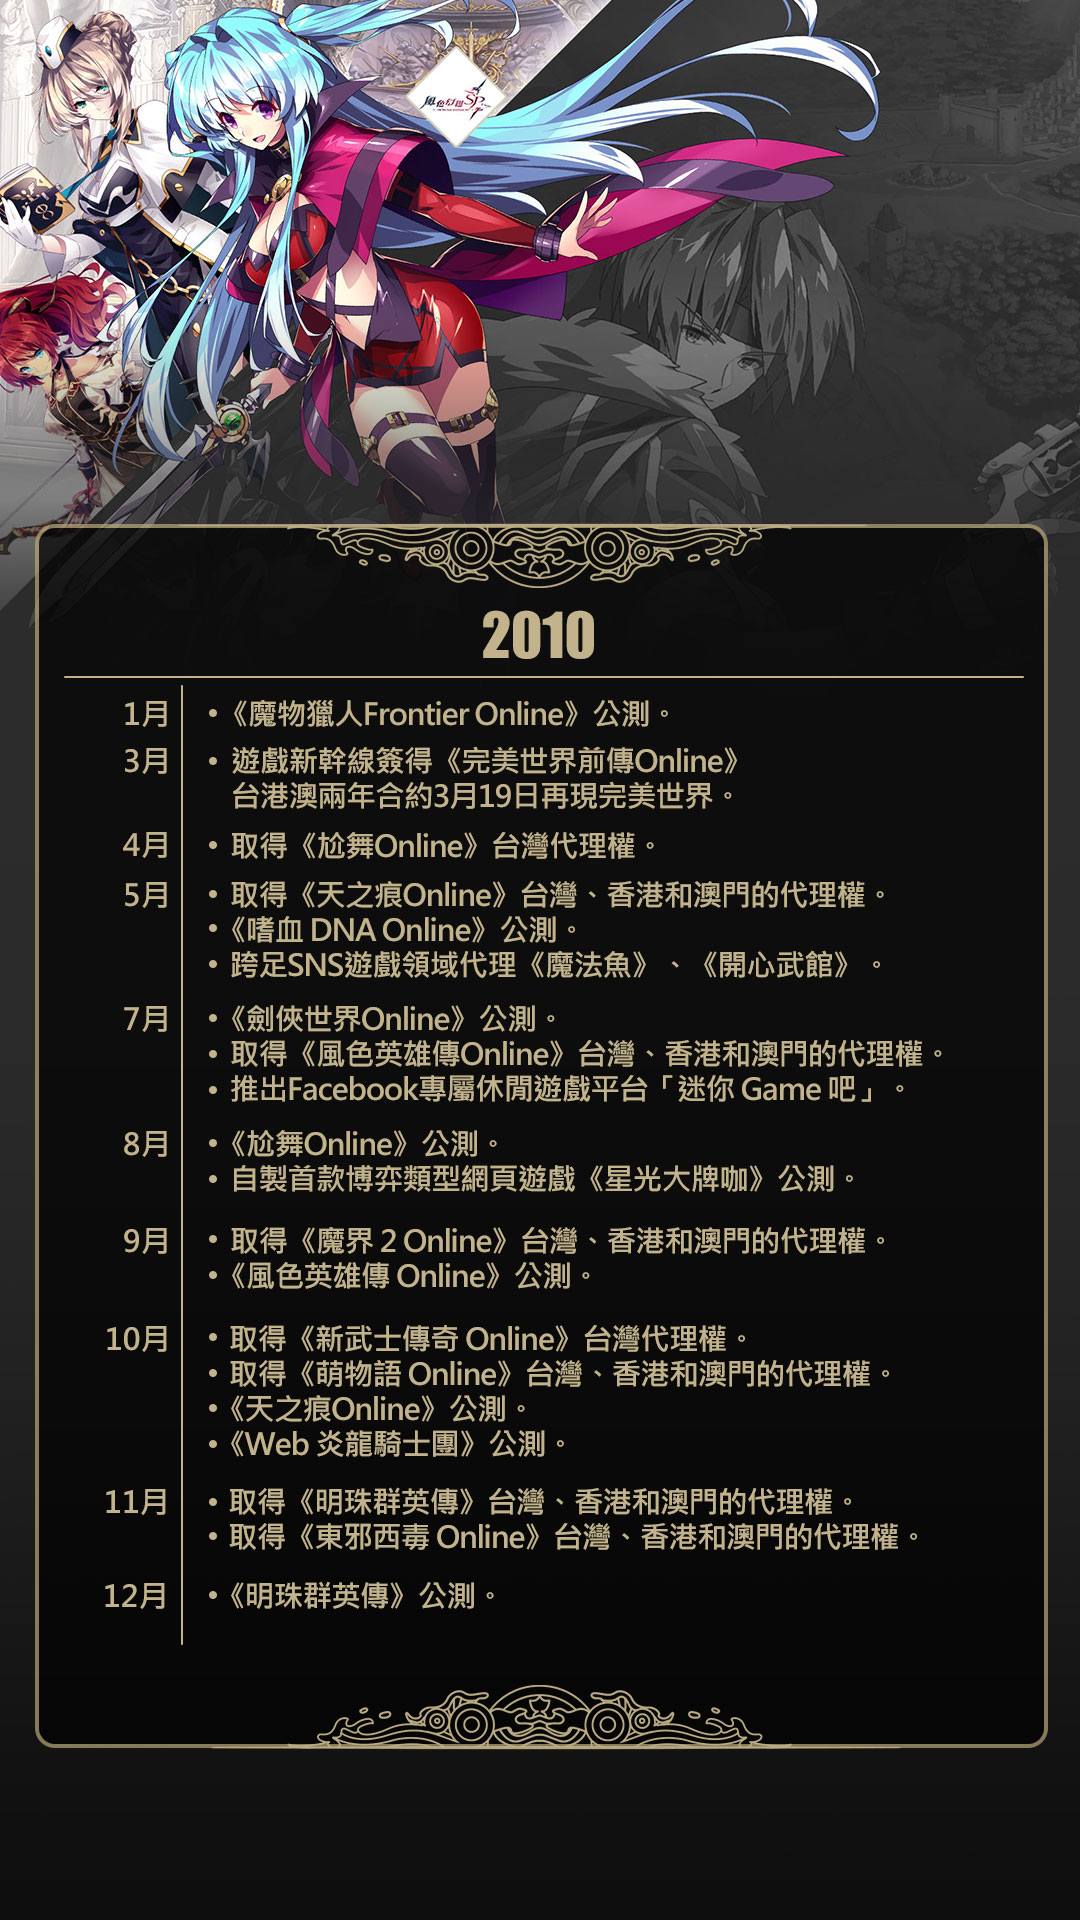 風色幻想SP
2010
1月
•《魔物獵人Frontier Online》公測。
3月
• 遊戲新幹線簽得《完美世界前傳Online》
台港澳兩年合約3月19日再現完美世界。
4月
• 取得《尬舞Online》台灣代理權。
5月
• 取得《天之痕Online》台灣、香港和澳門的代理權。
•《嗜血 DNA Online》公測。
• 跨足SNS遊戲領域代理《魔法魚》、《開心武館》。
7月
•《劍俠世界Online》公測。
• 取得《風色英雄傳Online》台灣、香港和澳門的代理權。
• 推出Facebook專屬休閒遊戲平台「迷你 Game 吧」。
8月
•《尬舞Online》公測。
• 自製首款博弈類型網頁遊戲《星光大牌咖》公測。
9月
• 取得《魔界 2 Online》台灣、香港和澳門的代理權。
•《風色英雄傳 Online》公測。
10月
• 取得《新武士傳奇 Online》台灣代理權。
• 取得《萌物語 Online》台灣、香港和澳門的代理權。
•《天之痕Online》公測。
•《Web 炎龍騎士團》公測。
11月
• 取得《明珠群英傳》台灣、香港和澳門的代理權。
• 取得《東邪西毒 Online》台灣、香港和澳門的代理權。
12月
•《明珠群英傳》公測。